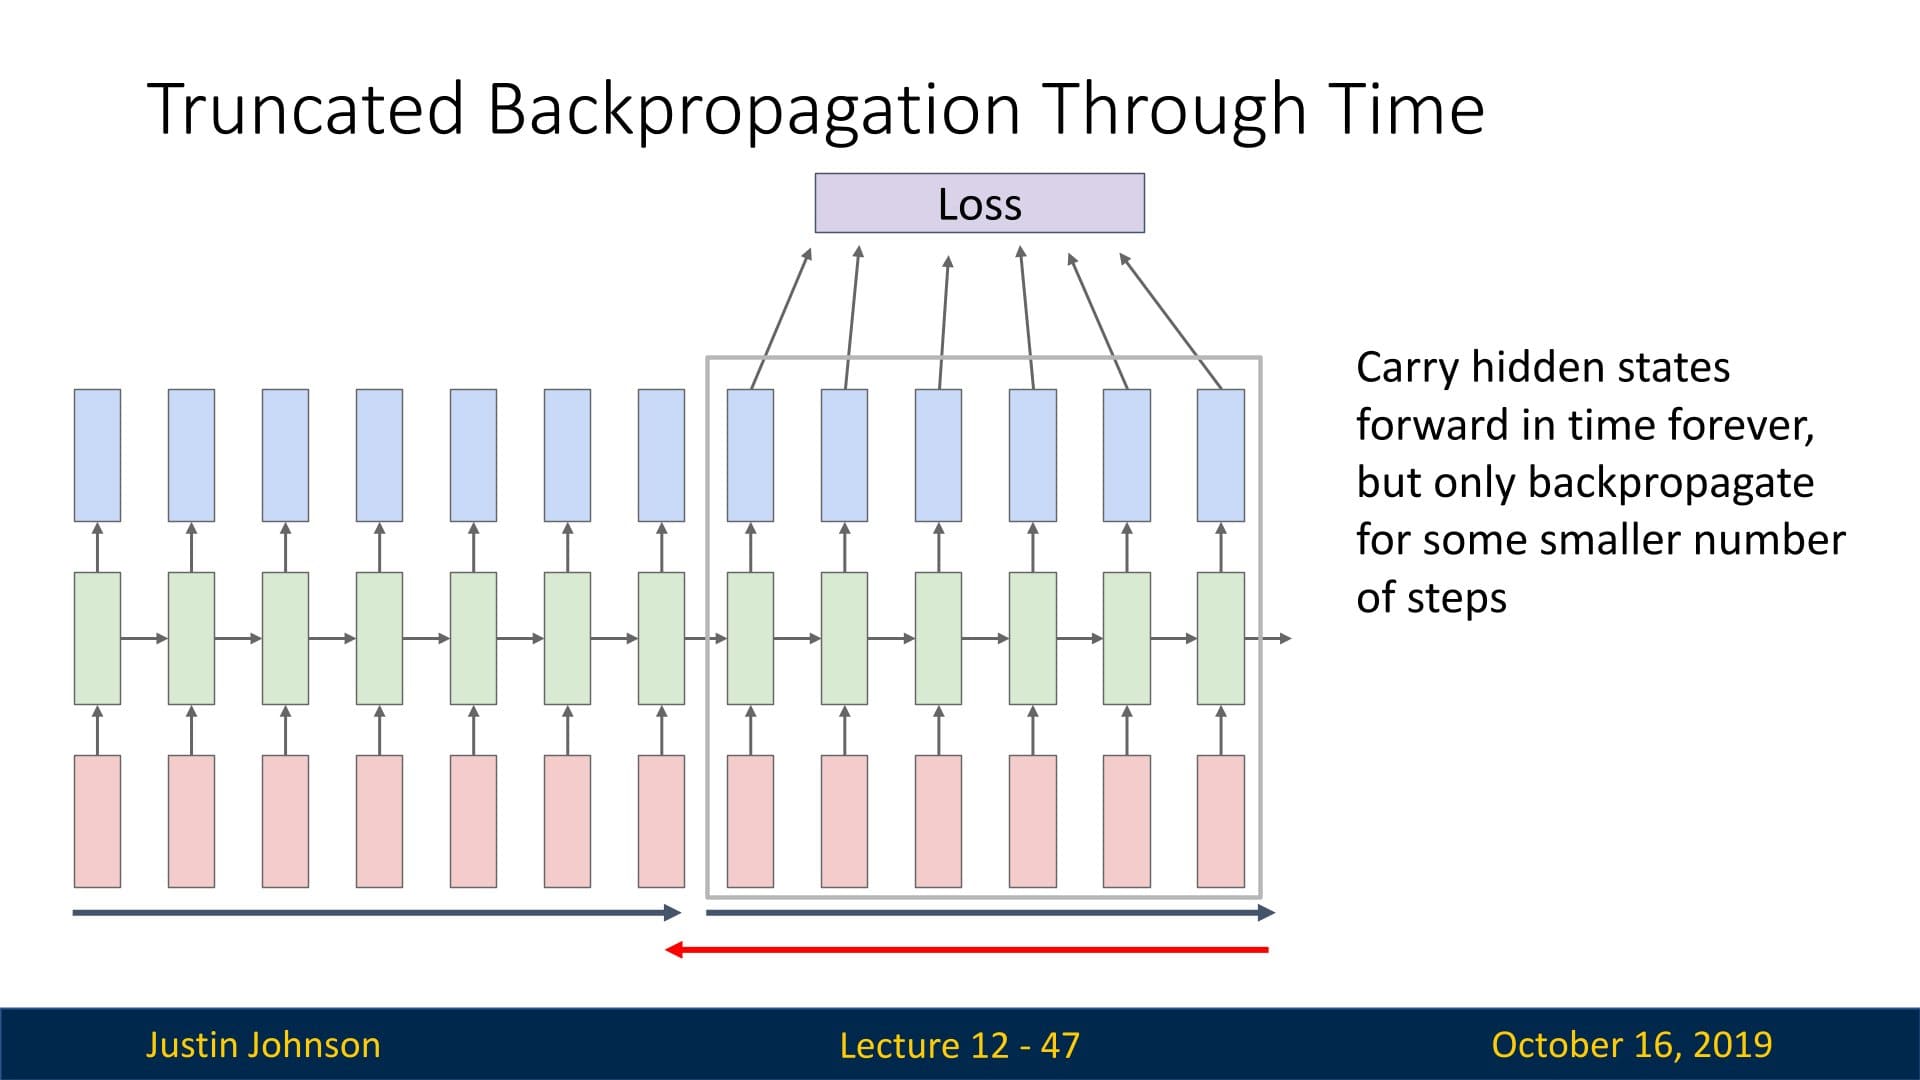 Truncated Backpropagation Through Time
Loss
Carry hidden states
forward in time forever,
but only backpropagate
for some smaller number
of steps
Justin Johnson
Lecture 12 - 47
October 16, 2019